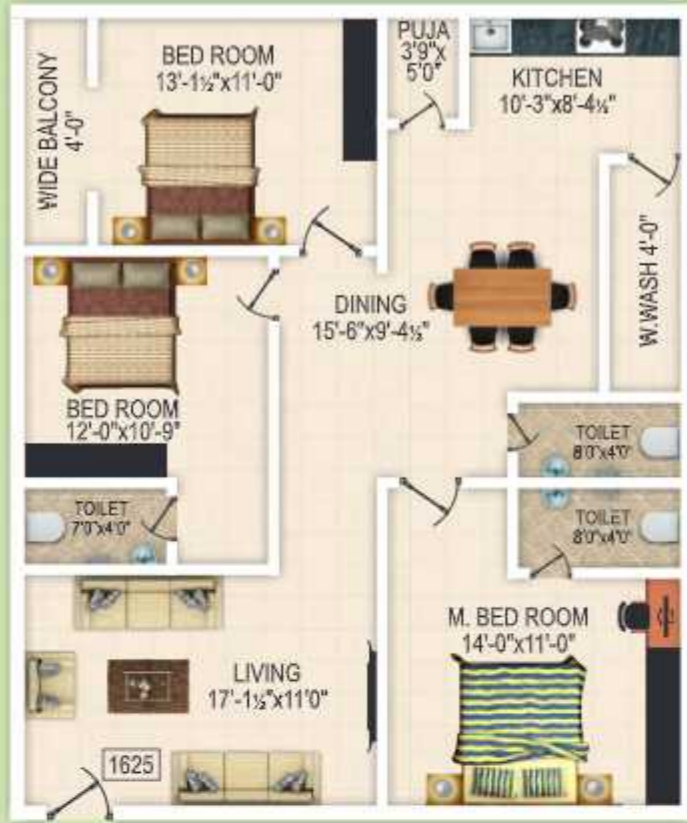 WIDE BALCONY
4'-0"
BED ROOM
13'-1½"x11'-0"
PUJA
3'9"x
5'0"
KITCHEN
10'-3"x8'-4½"
W.WASH 4'-0"
DINING
15'-6"x9'-4½"
BED ROOM
12'-0"x10'-9"
TOILET
8'0"x4'0"
TOILET
7'0"x4'0"
TOILET
8'0"x4'0"
M. BED ROOM
14'-0"x11'-0"
LIVING
17'-1½"x11'0"
1625